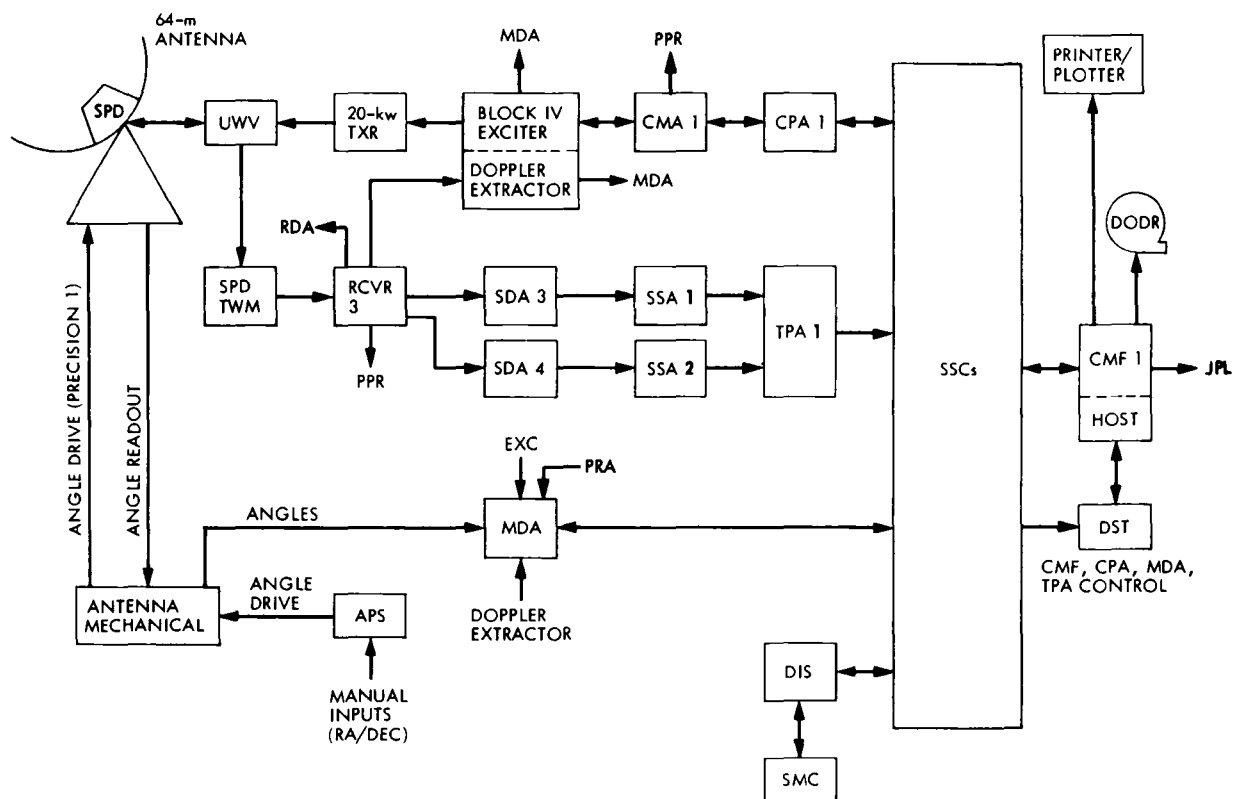 64-m
ANTENNA
SPD
UWV
20-kw
TXR
MDA
BLOCK IV
EXCITER
DOPPLER
EXTRACTOR
MDA
PPR
CMA 1
CPA 1
PRINTER/
PLOTTER
DODR
RDA
SPD
TWM
RCVR
3
PPR
SDA 3
SSA 1
SDA 4
SSA 2
TPA 1
SSCs
CMF 1
HOST
JPL
ANGLE DRIVE (PRECISION 1)
ANGLE READOUT
ANGLES
EXC
PRA
MDA
DOPPLER
EXTRACTOR
DST
CMF, CPA, MDA,
TPA CONTROL
ANTENNA
MECHANICAL
ANGLE
DRIVE
APS
MANUAL
INPUTS
(RA/DEC)
DIS
SMC